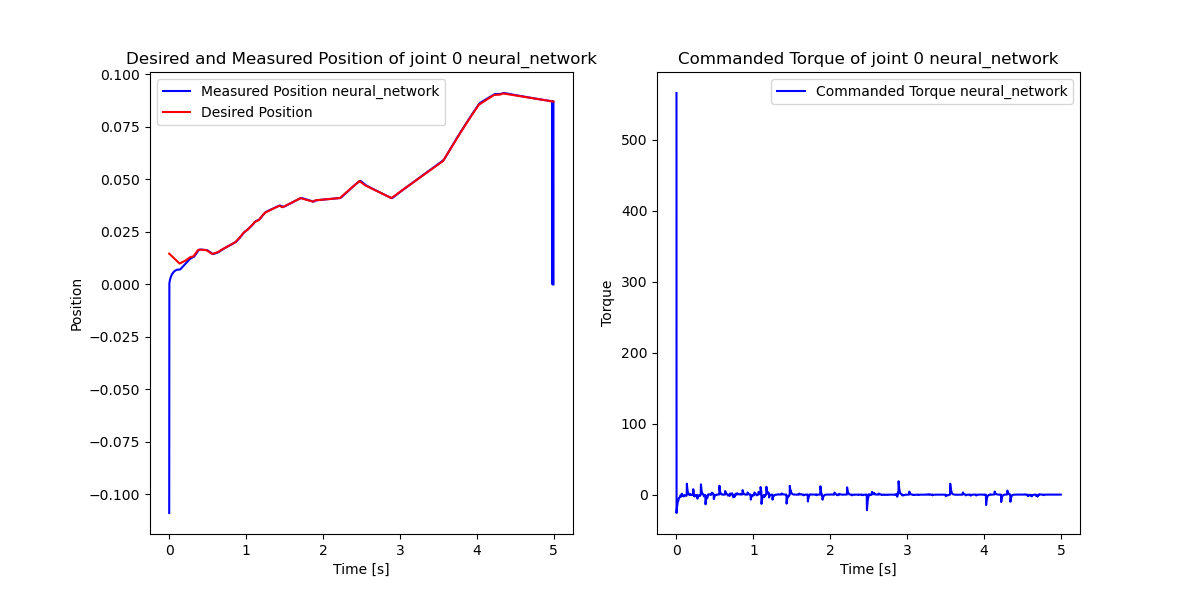 Desired and Measured Position of joint 0 neural_network
Measured Position neural_network
Desired Position
Position
0.100
0.075
0.050
0.025
0.000
−0.025
−0.050
−0.075
−0.100
0 1 2 3 4 5
Time [s]
Commanded Torque of joint 0 neural_network
Commanded Torque neural_network
Torque
500
400
300
200
100
0
0 1 2 3 4 5
Time [s]